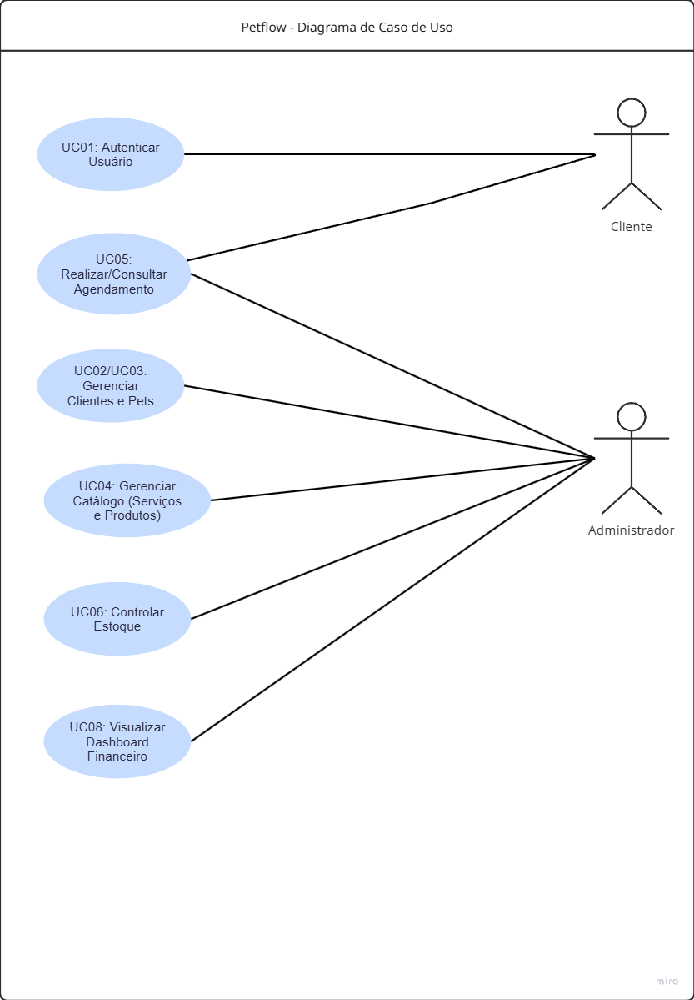 Petflow - Diagrama de Caso de Uso
UC01: Autenticar
Usuário
Cliente
UC05:
Realizar/Consultar
Agendamento
UC02/UC03:
Gerenciar
Clientes e Pets
UC04: Gerenciar
Catálogo (Serviços
e Produtos)
Administrador
UC06: Controlar
Estoque
UC08: Visualizar
Dashboard
Financeiro
miro